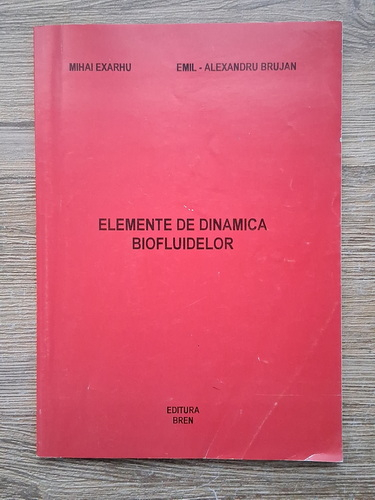 MIHAI EXARHU EMIL - ALEXANDRU BRUJAN
ELEMENTE DE DINAMICA
BIOFLUIDELOR
EDITURA
BREN